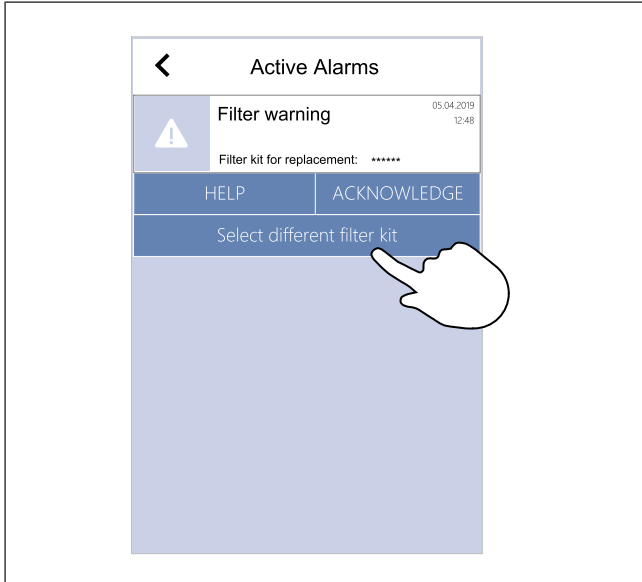 Active Alarms
Filter warning
05.04.2019
12:48
Filter kit for replacement: ******
HELP
ACKNOWLEDGE
Select different filter kit